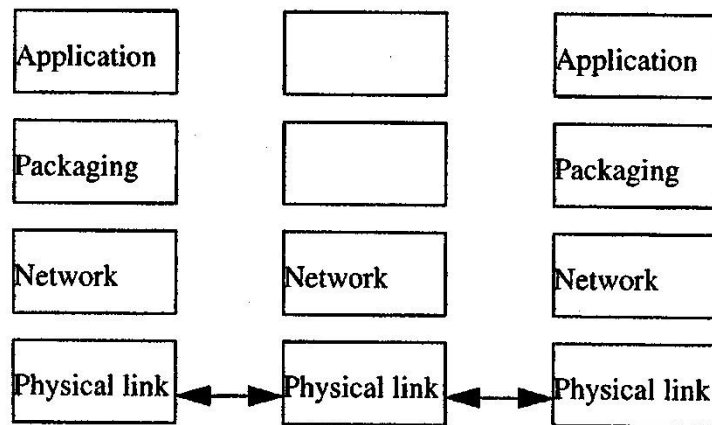 Application
Application
Packaging
Packaging
Network
Network
Network
Physical link
Physical link
Physical link